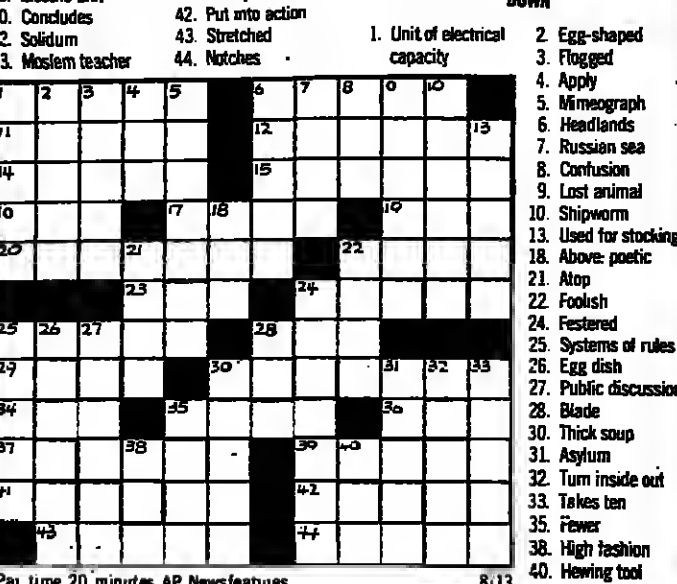 0. Concludes
2. Solidum
3. Moslem teacher
42. Put into action
43. Stretched
44. Notches
DOWN
1. Unit of electrical
capacity
2. Egg-shaped
3. Flogged
4. Apply
5. Mimeograph
6. Headlands
7. Russian sea
8. Confusion
9. Lost animal
10. Shipworm
13. Used for stocking
18. Above: poetic
21. Atop
22 Foolish
24. Festered
25. Systems of rules
26. Egg dish
27. Public discussion
28. Blade
30. Thick soup
31. Asylum
32. Turn inside out
33. Takes ten
35. Fewer
38. High fashion
40. Hewing tool
1 2 3 4 5 6 7 8 9 10
11 12 13
14 15
16 17 18 19
20 21 22
23 24
25 26 27 28
29 30 31 32 33
34 35 36
37 38 39 40
41 42
43 44
Par time 20 minutes AP Newsfeatures 8/13